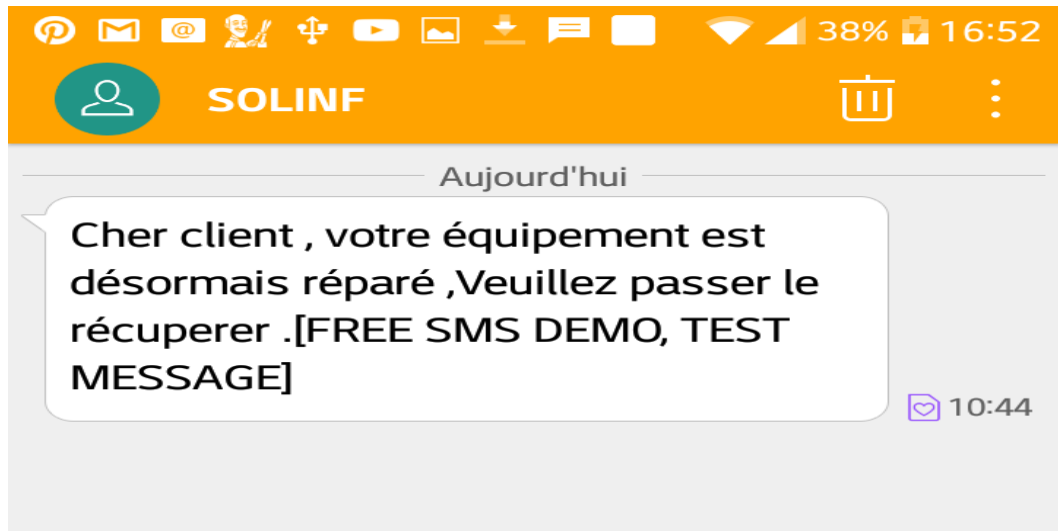 38% 16:52
SOLINF
Aujourd'hui
Cher client , votre équipement est
désormais réparé ,Veuillez passer le
récuperer .[FREE SMS DEMO, TEST
MESSAGE]
10:44